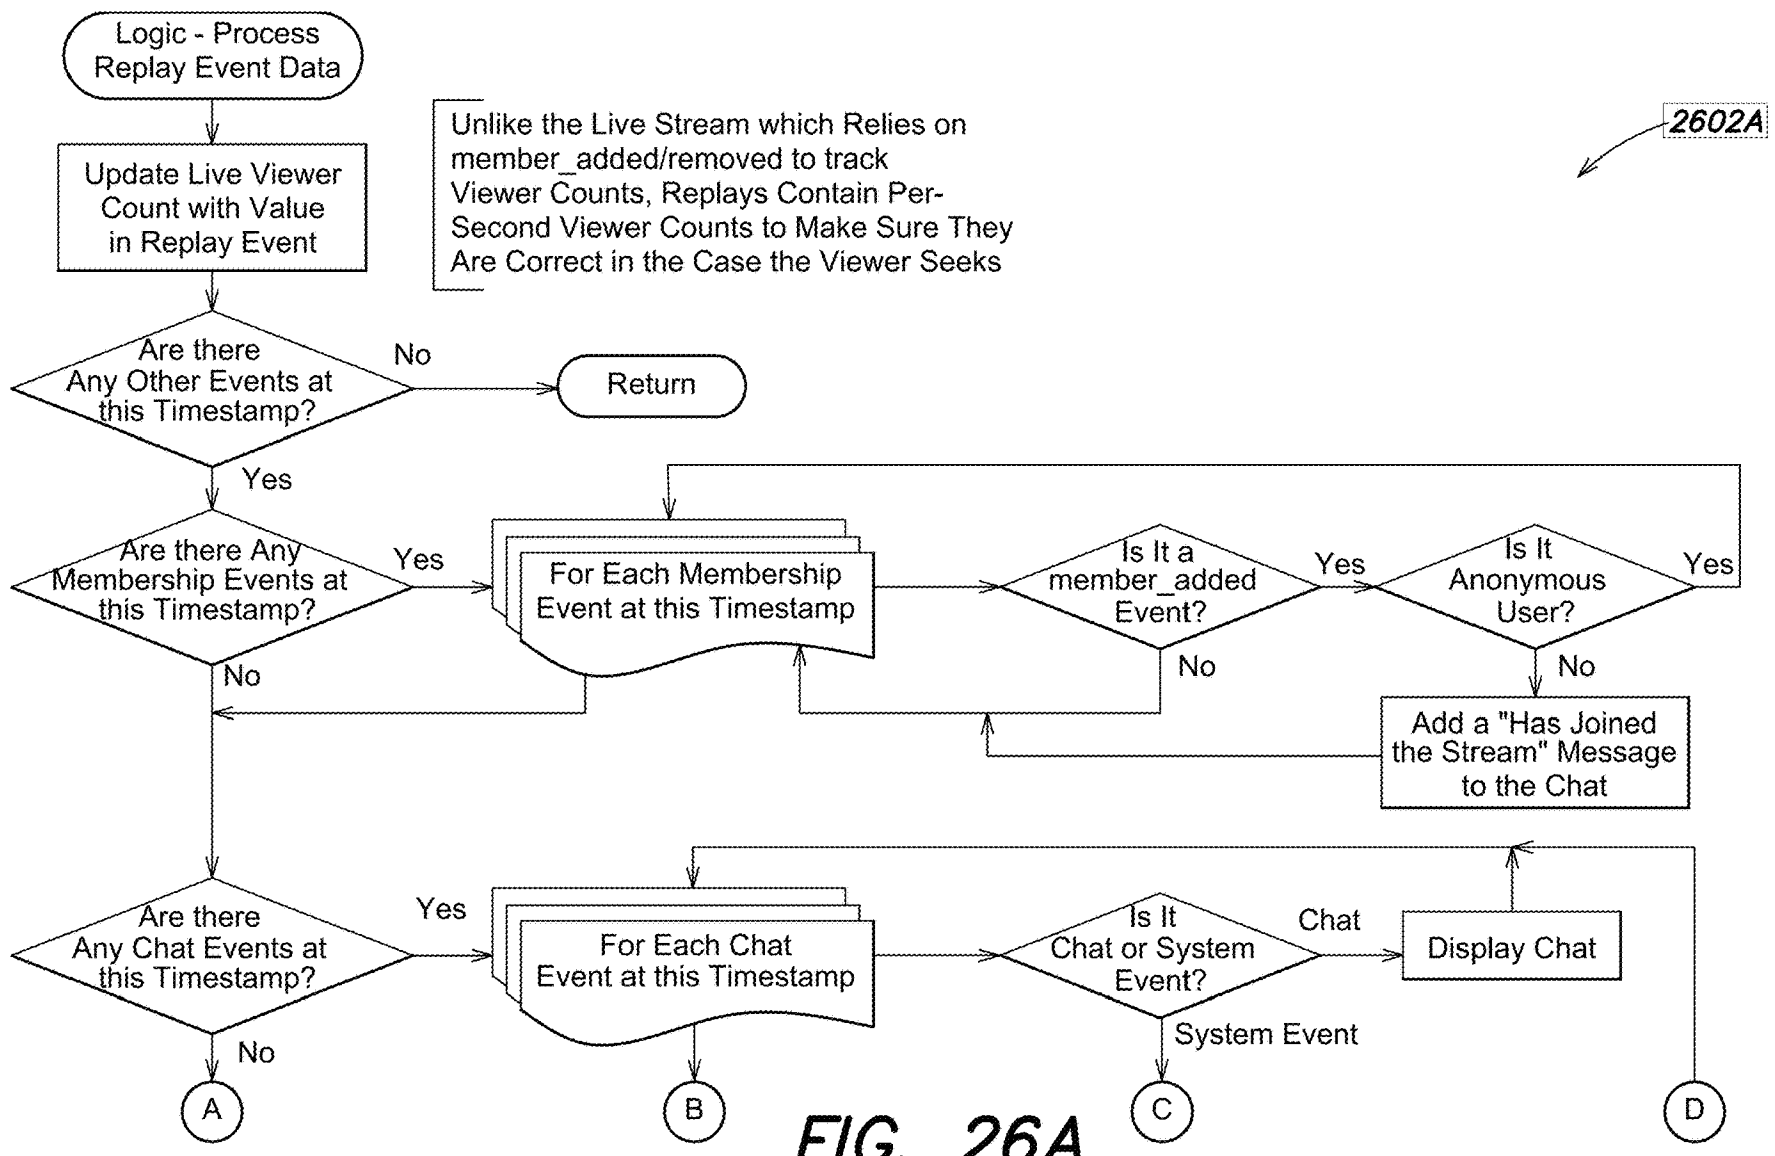 Logic - Process
Replay Event Data
Unlike the Live Stream which Relies on
member_added/removed to track
Viewer Counts, Replays Contain Per-
Second Viewer Counts to Make Sure They
Are Correct in the Case the Viewer Seeks
2602A
Update Live Viewer
Count with Value
in Replay Event
Are there
Any Other Events at
this Timestamp?
No
Return
Yes
Are there Any
Membership Events at
this Timestamp?
Yes
For Each Membership
Event at this Timestamp
Is It a
member_added
Event?
Yes
Is It
Anonymous
User?
Yes
No
No
No
Add a "Has Joined
the Stream" Message
to the Chat
Are there
Any Chat Events at
this Timestamp?
Yes
For Each Chat
Event at this Timestamp
Is It
Chat or System
Event?
Chat
Display Chat
No
System Event
A
B
C
D
FIG. 26A